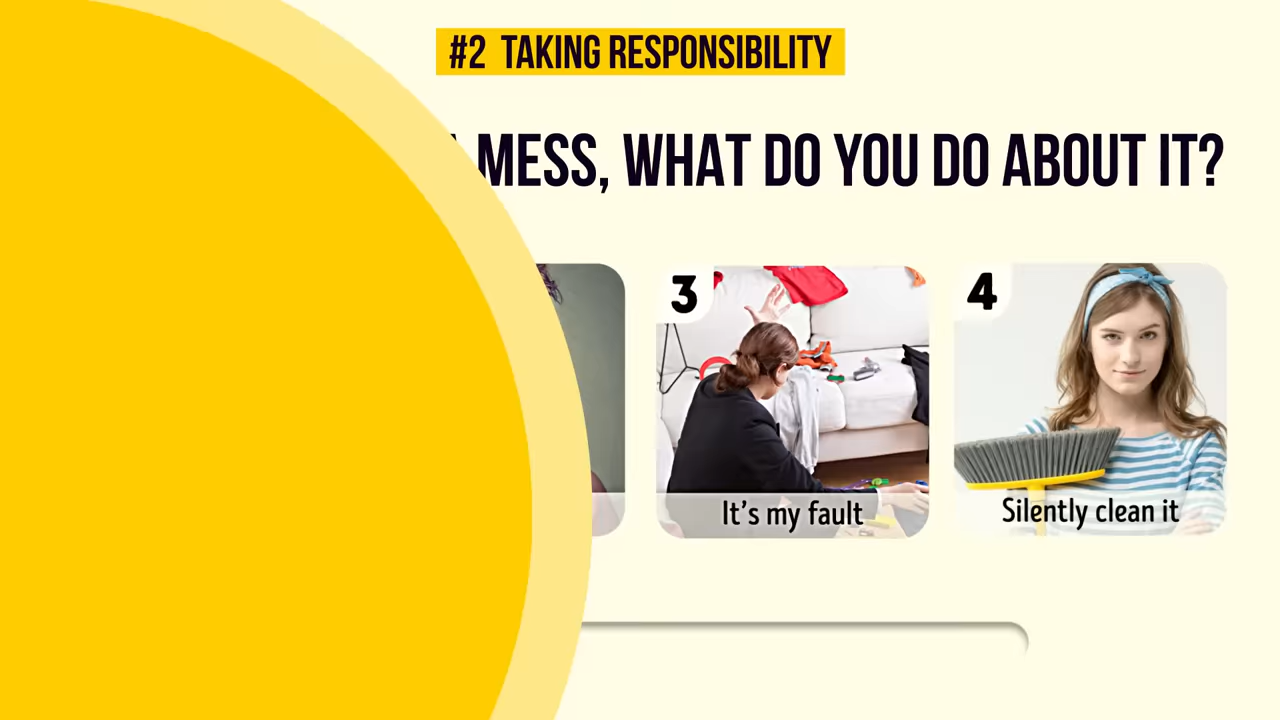 #2 TAKING RESPONSIBILITY
MESS, WHAT DO YOU DO ABOUT IT?
3
4
It's my fault
Silently clean it